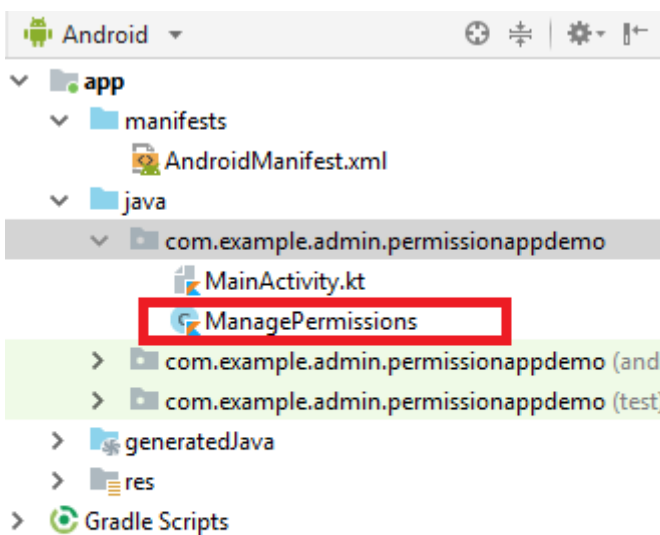 Android
app
manifests
AndroidManifest.xml
java
com.example.admin.permissionappdemo
MainActivity.kt
ManagePermissions
com.example.admin.permissionappdemo (and
com.example.admin.permissionappdemo (test)
generatedJava
res
Gradle Scripts